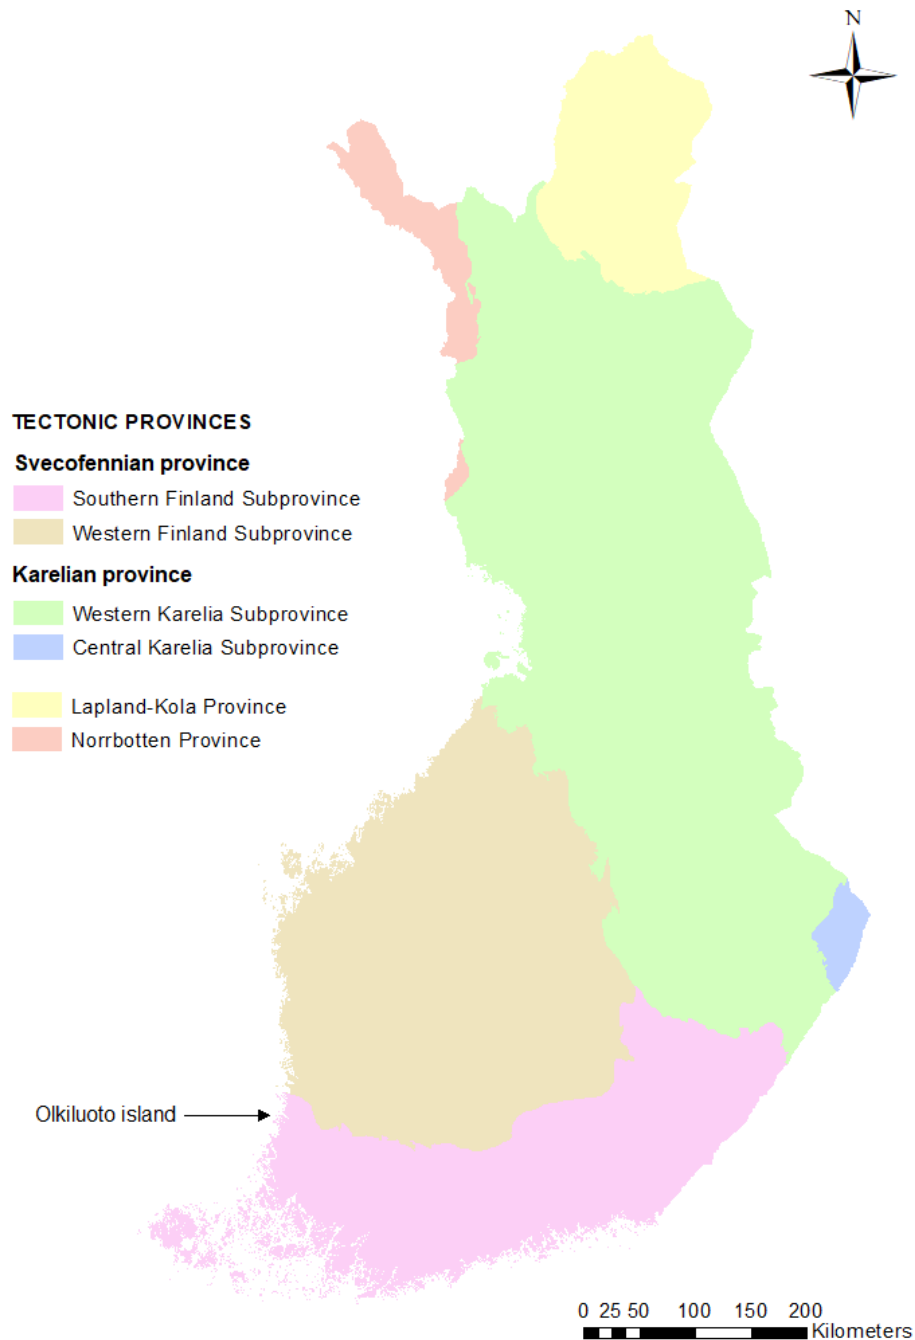 N
TECTONIC PROVINCES
Svecofennian province
Southern Finland Subprovince
Western Finland Subprovince
Karelian province
Western Karelia Subprovince
Central Karelia Subprovince
Lapland-Kola Province
Norrbotten Province
Olkiluoto island
0 25 50 100 150 200
Kilometers